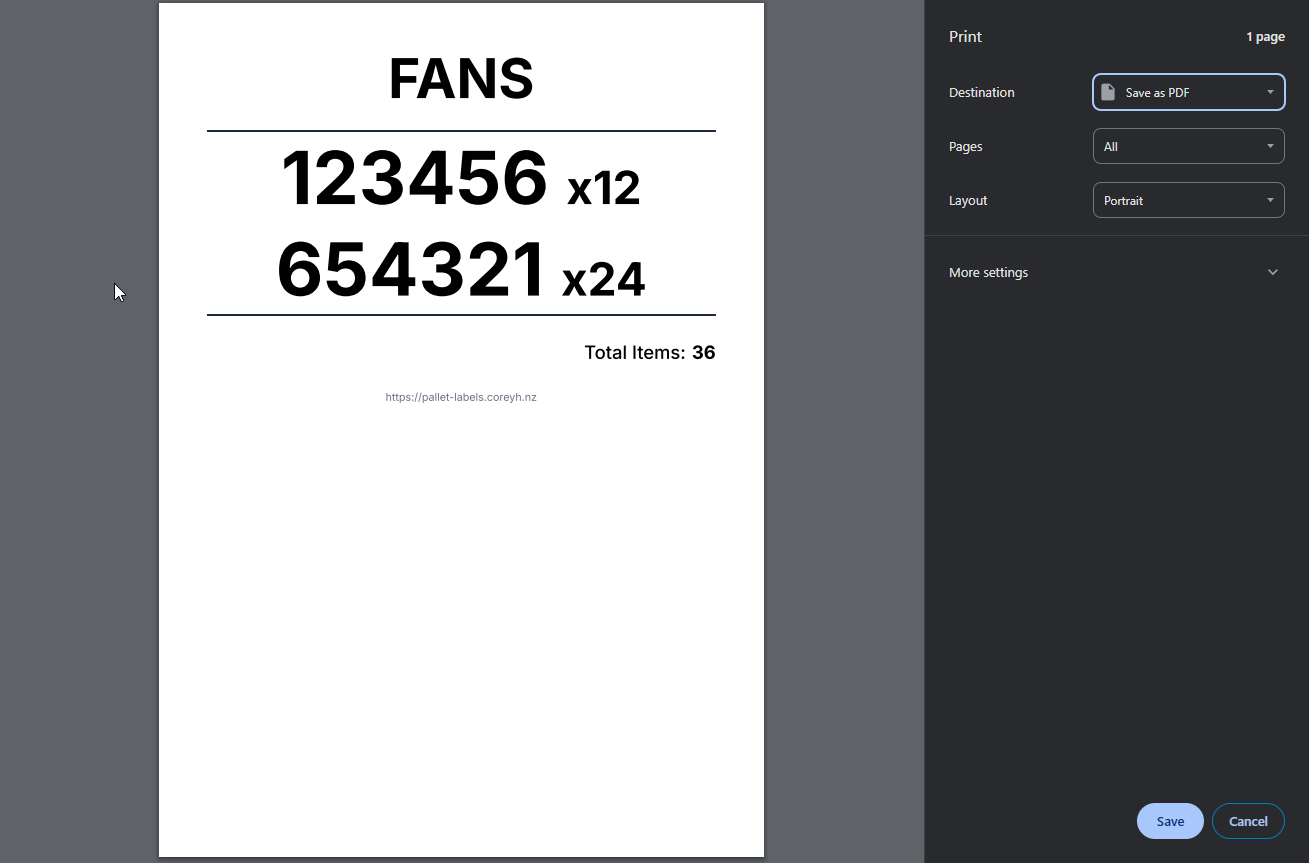 FANS
123456 x12
654321 x24
Total Items: 36
https://pallet-labels.coreyh.nz
Print
1 page
Destination
Save as PDF
Pages
All
Layout
Portrait
More settings
Save
Cancel